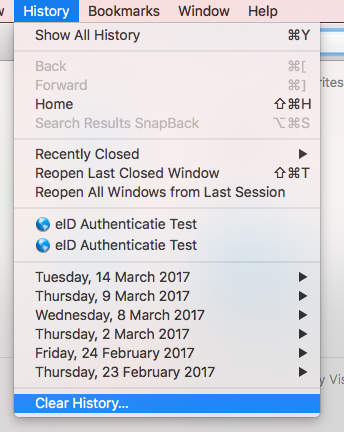 History Bookmarks Window Help
Show All History ⌘Y
Back ⌘[
Forward ⌘]
Home ⇧⌘H
Search Results SnapBack ⌥⌘S
Recently Closed
Reopen Last Closed Window ⇧⌘T
Reopen All Windows from Last Session
eID Authenticatie Test
eID Authenticatie Test
Tuesday, 14 March 2017
Thursday, 9 March 2017
Wednesday, 8 March 2017
Thursday, 2 March 2017
Friday, 24 February 2017
Thursday, 23 February 2017
Clear History...